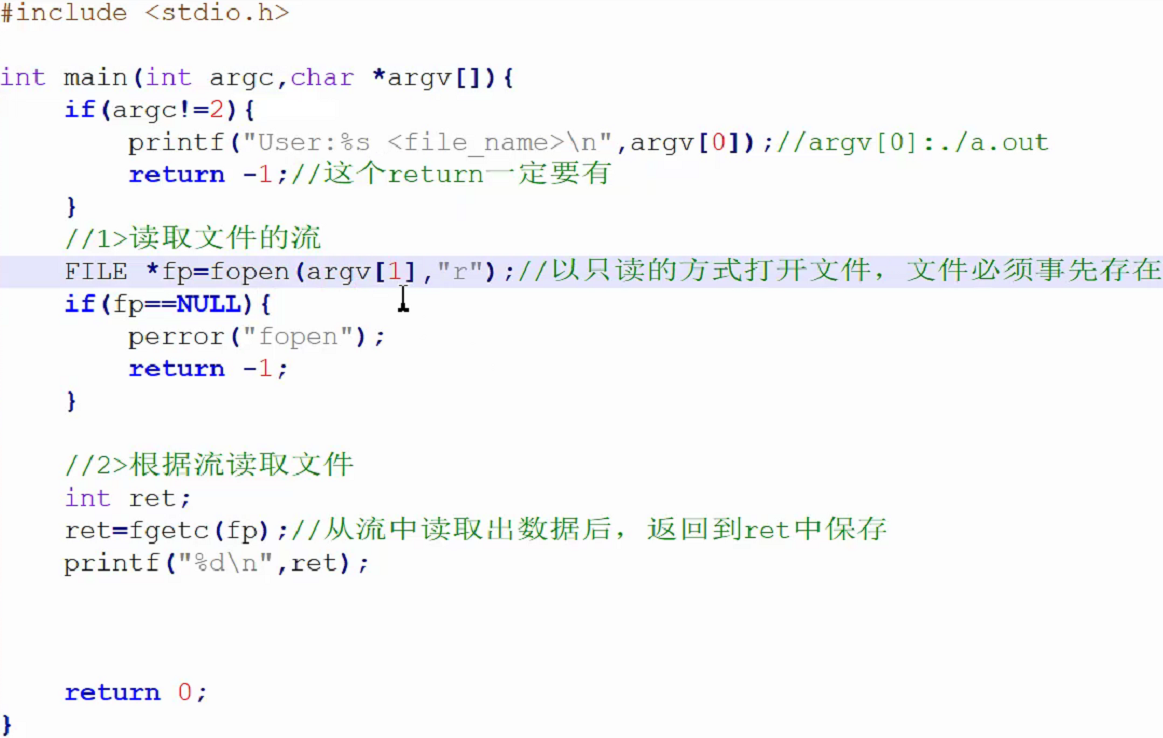 #include <stdio.h>
int main(int argc,char *argv[]){
if(argc!=2){
printf("User:%s <file_name>\n",argv[0]);//argv[0]:./a.out
return -1;//这个return一定要有
}
//1>读取文件的流
FILE *fp=fopen(argv[1],"r");//以只读的方式打开文件，文件必须事先存在
if(fp==NULL){
perror("fopen");
return -1;
}
//2>根据流读取文件
int ret;
ret=fgetc(fp);//从流中读取出数据后，返回到ret中保存
printf("%d\n",ret);
return 0;
}